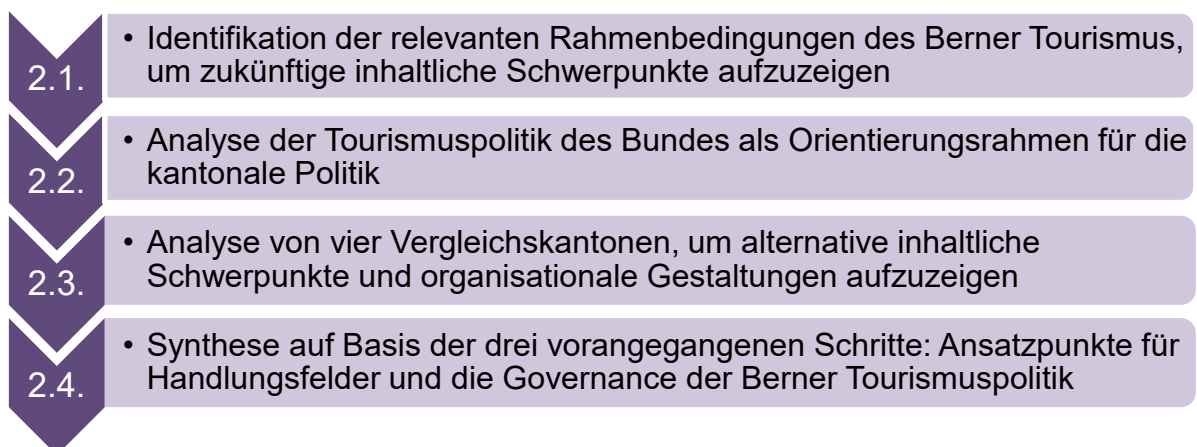 2.1.
• Identifikation der relevanten Rahmenbedingungen des Berner Tourismus,
um zukünftige inhaltliche Schwerpunkte aufzuzeigen
2.2.
• Analyse der Tourismuspolitik des Bundes als Orientierungsrahmen für die
kantonale Politik
2.3.
• Analyse von vier Vergleichskantonen, um alternative inhaltliche
Schwerpunkte und organisationale Gestaltungen aufzuzeigen
2.4.
• Synthese auf Basis der drei vorangegangenen Schritte: Ansatzpunkte für
Handlungsfelder und die Governance der Berner Tourismuspolitik